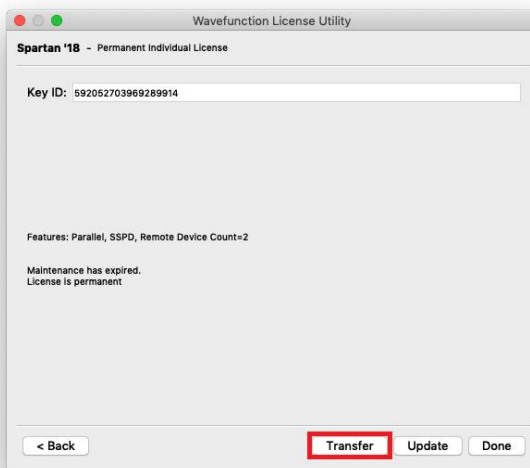 Wavefunction License Utility
Spartan '18 - Permanent Individual License
Key ID: 592052703969289914
Features: Parallel, SSPD, Remote Device Count=2
Maintenance has expired.
License is permanent
< Back Transfer Update Done